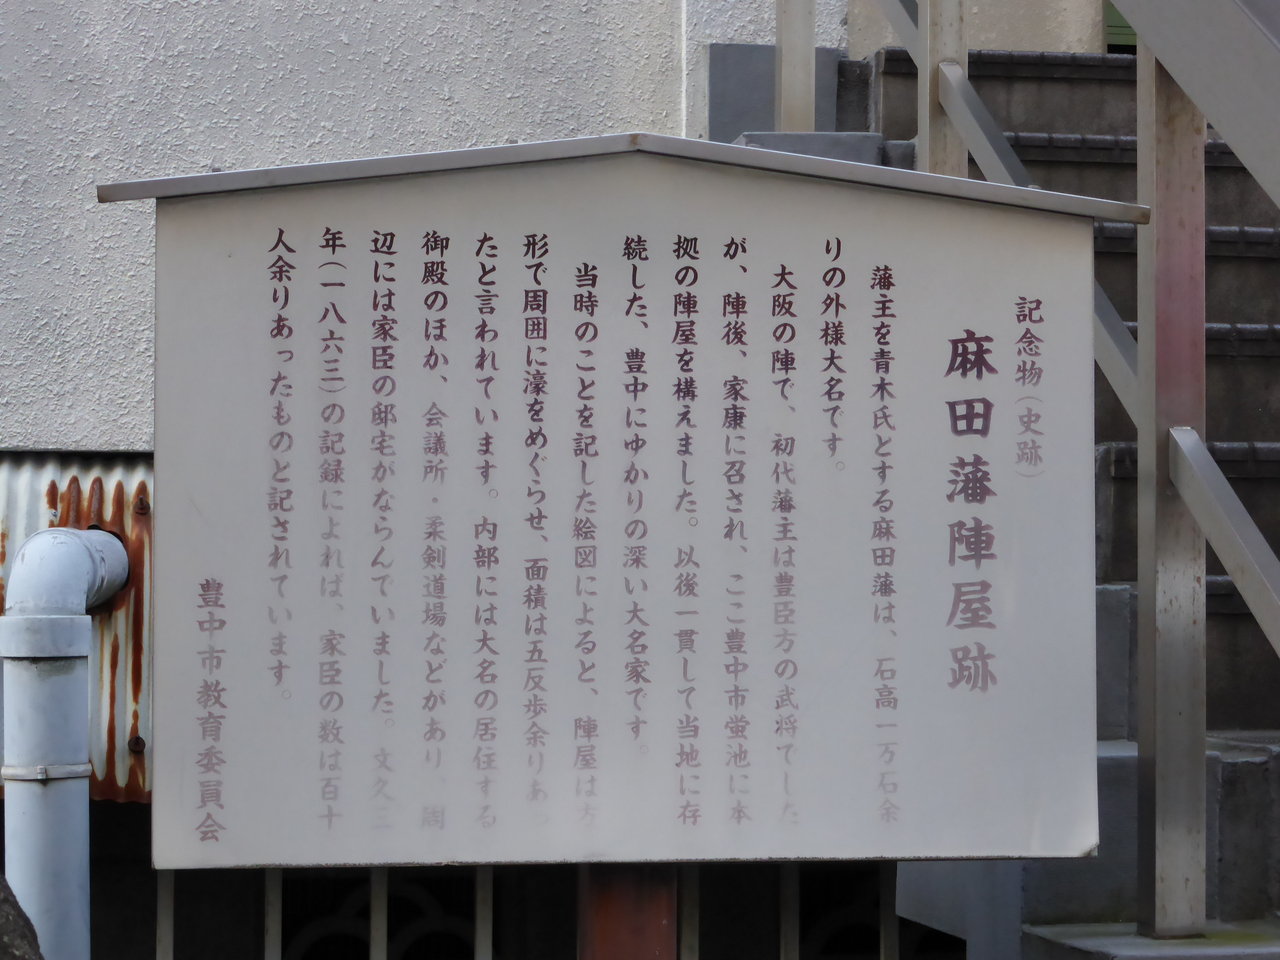 記念物（史跡）
麻田藩陣屋跡
藩主を青木氏とする麻田藩は、石高一万石余
りの外様大名です。
大阪の陣で、初代藩主は豊臣方の武将でした
が、陣後、家康に召され、ここ豊中市蛍池に本
拠の陣屋を構えました。以後一貫して当地に存
続した、豊中にゆかりの深い大名家です。
当時のことを記した絵図によると、陣屋は方
形で周囲に濠をめぐらせ、面積は五反歩余りあっ
たと言われています。内部には大名の居住する
御殿のほか、会議所・柔剣道場などがあり
辺には家臣の邸宅がならんでいました。文久三
年（一八六三）の記録によれば、家臣の数は百十
人余りあったものと記されています。
豊中市教育委員会